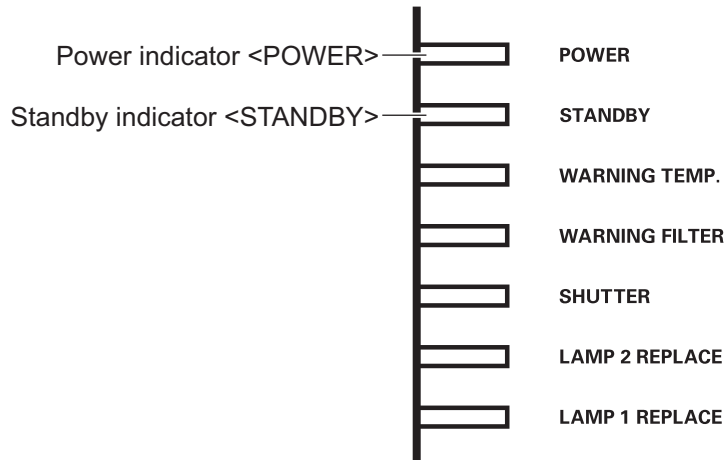 Power indicator <POWER>
POWER
Standby indicator <STANDBY>
STANDBY
WARNING TEMP.
WARNING FILTER
SHUTTER
LAMP 2 REPLACE
LAMP 1 REPLACE